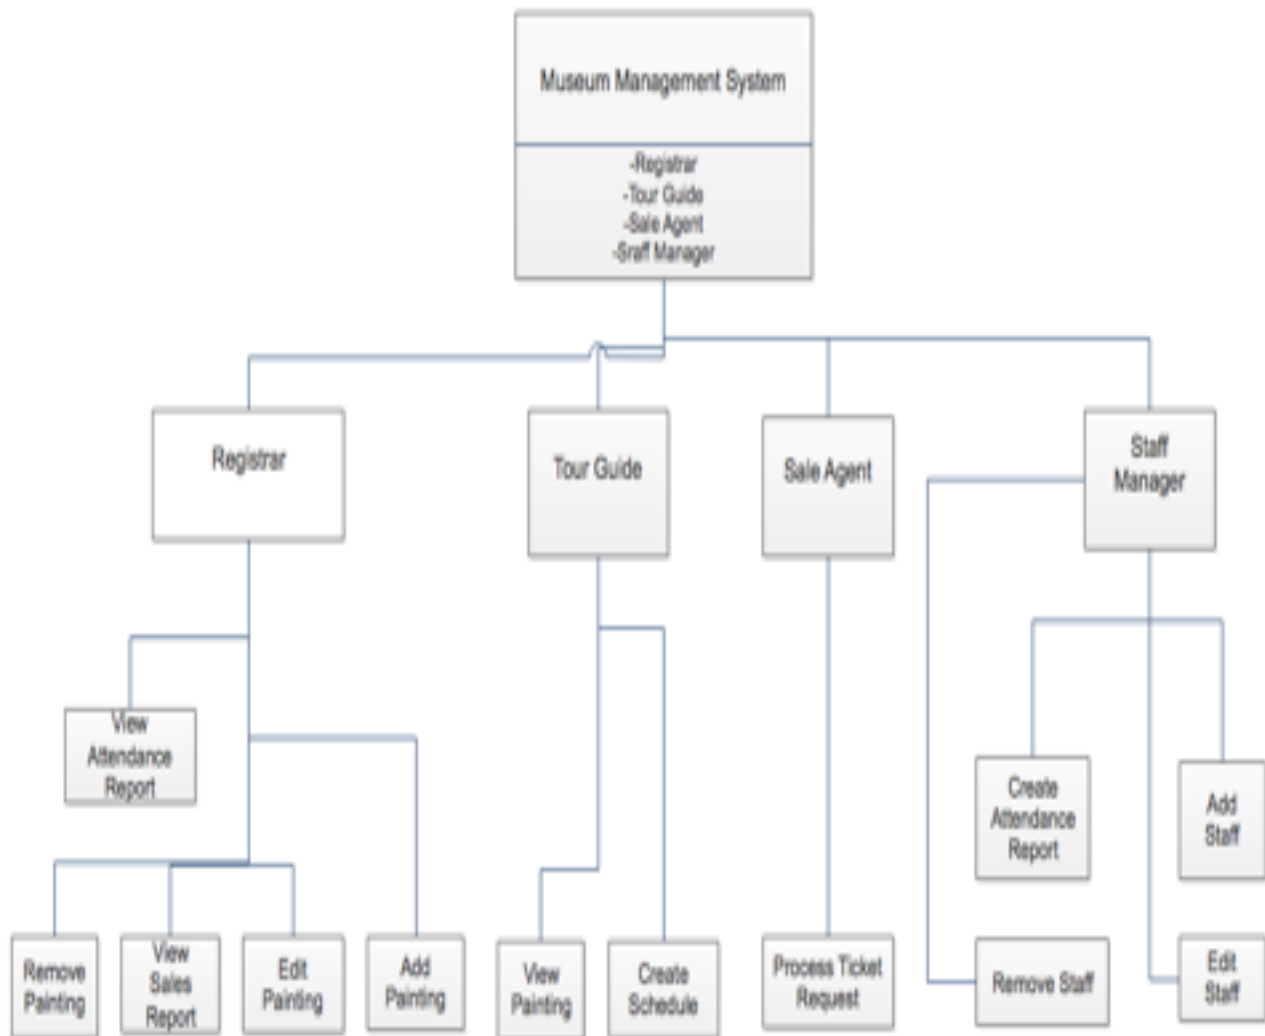 Museum Management System
-Registrar
-Tour Guide
-Sale Agent
-Sraff Manager
Registrar
Tour Guide
Sale Agent
Staff
Manager
View
Attendance
Report
Create
Attendance
Report
Add
Staff
Remove
Painting
View
Sales
Report
Edit
Painting
Add
Painting
View
Painting
Create
Schedule
Process Ticket
Request
Remove Staff
Edit
Staff